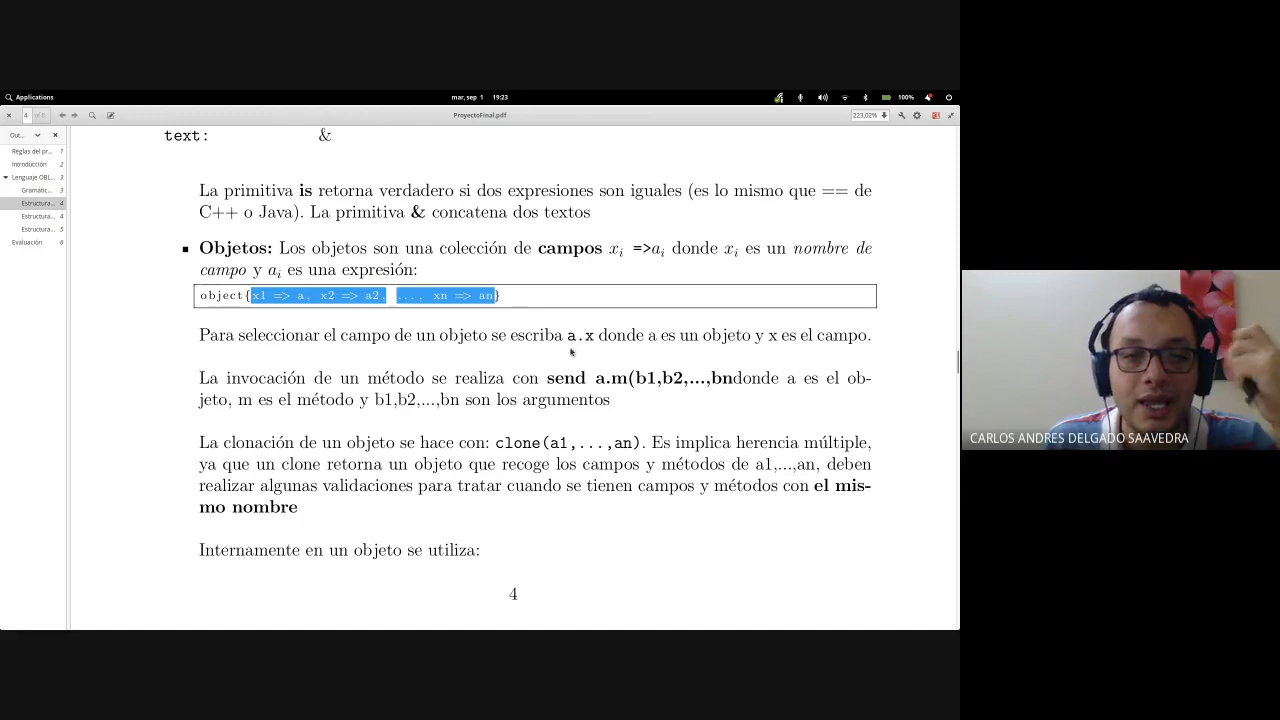 Applications
mar, sep 1 19:23
100%
4 of 8
ProyectoFinal.pdf
223,02%
Out...
Reglas del pr... 1
Introducción 2
Lenguaje OBL... 3
Gramátic... 3
Estructura... 4
Estructura... 4
Estructura... 5
Evaluación 6
text: &
La primitiva is retorna verdadero si dos expresiones son iguales (es lo mismo que == de
C++ o Java). La primitiva & concatena dos textos
Objetos: Los objetos son una colección de campos xi =>ai donde xi es un nombre de
campo y ai es una expresión:
object{x1 => a, x2 => a2, ..., xn => an}
Para seleccionar el campo de un objeto se escriba a.x donde a es un objeto y x es el campo.
La invocación de un método se realiza con send a.m(b1,b2,...,bndonde a es el ob-
jeto, m es el método y b1,b2,...,bn son los argumentos
La clonación de un objeto se hace con: clone(a1,...,an). Es implica herencia múltiple,
ya que un clone retorna un objeto que recoge los campos y métodos de a1,...,an, deben
realizar algunas validaciones para tratar cuando se tienen campos y métodos con el mis-
mo nombre
Internamente en un objeto se utiliza:
4
CARLOS ANDRES DELGADO SAAVEDRA